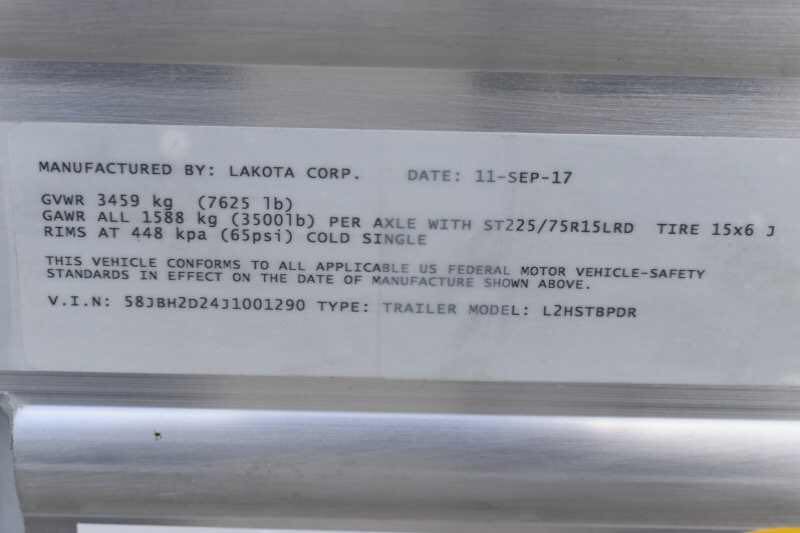 MANUFACTURED BY: LAKOTA CORP. DATE: 11-SEP-17
GVWR 3459 kg (7625 lb)
GAWR ALL 1588 kg (3500lb) PER AXLE WITH ST225/75R15LRD TIRE 15x6 J
RIMS AT 448 kpa (65psi) COLD SINGLE
THIS VEHICLE CONFORMS TO ALL APPLICABLE US FEDERAL MOTOR VEHICLE-SAFETY
STANDARDS IN EFFECT ON THE DATE OF MANUFACTURE SHOWN ABOVE.
V.I.N: 58JBH2D24J1001290 TYPE: TRAILER MODEL: L2HSTBPDR